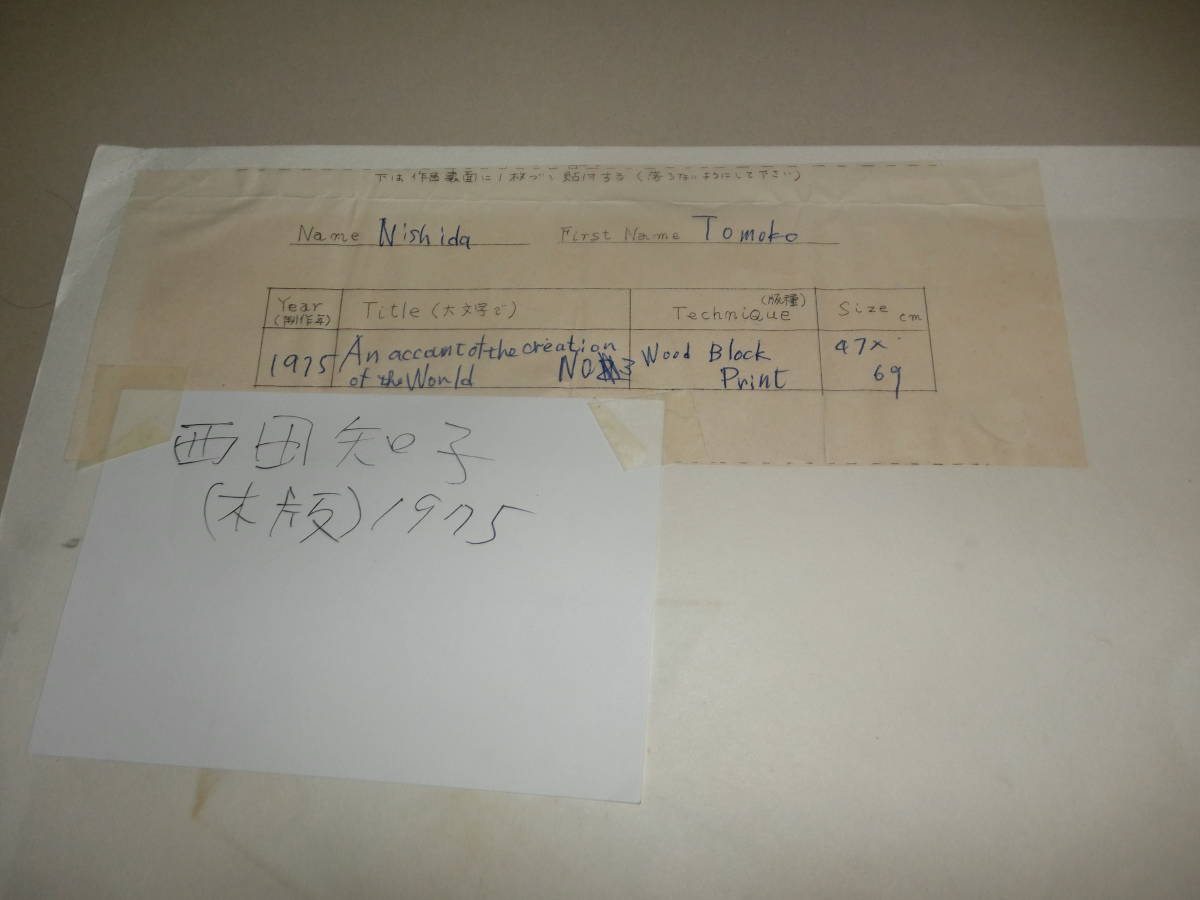 下は作品裏面に1枚づつ貼付する(落ちないようにして下さい)
Name Nishida First Name Tomoko
Year (制作年) Title (大文字で) Technique (版種) Size cm
1975 An account of the creation of the World NO 3 Wood Block Print 47× 69
西田知子
(木版) 1975